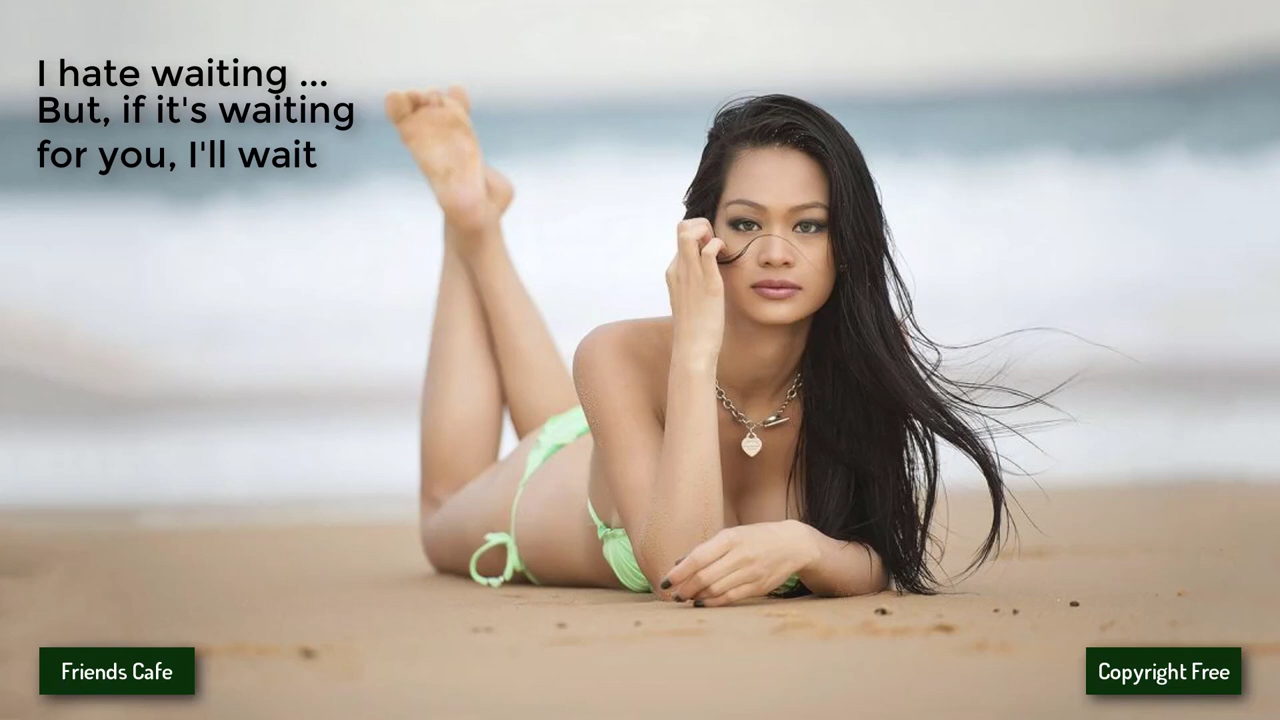 I hate waiting ...
But, if it's waiting
for you, I'll wait
Friends Cafe
Copyright Free